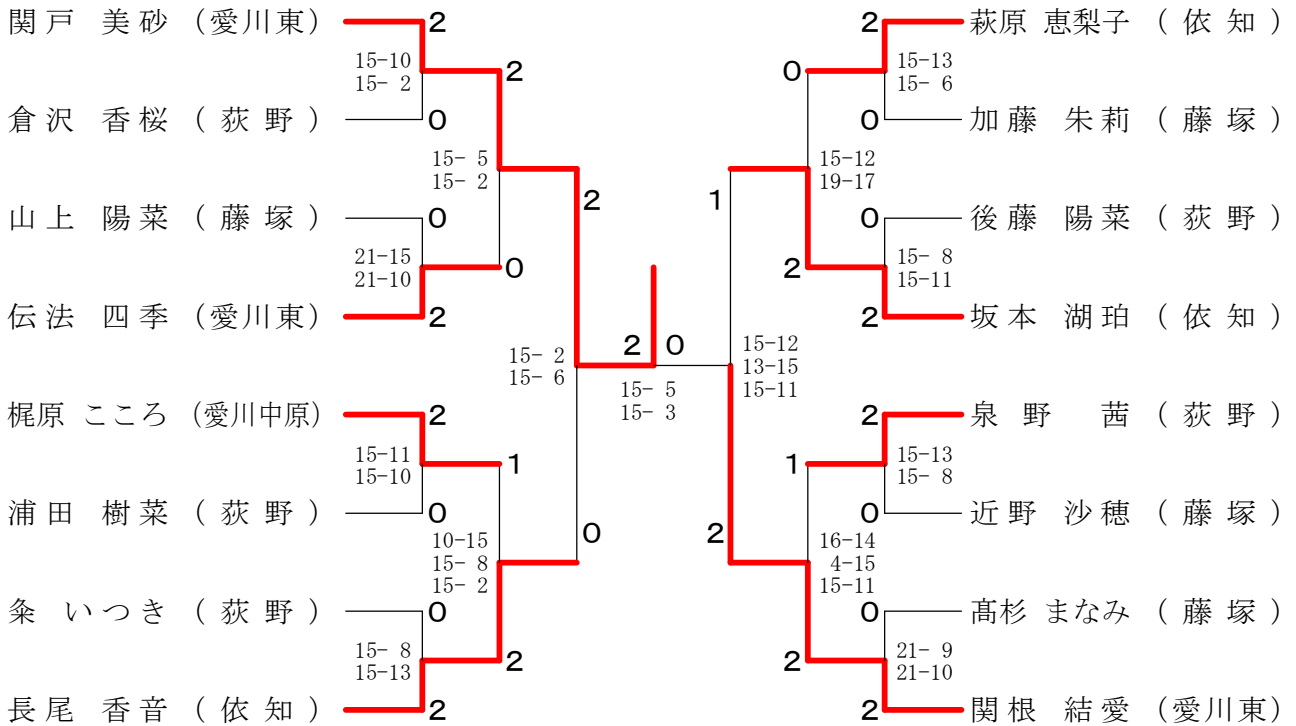 関戸 美砂 (愛川東) 2 2 萩原 恵梨子 ( 依 知 )
15-10 2 0 15-13
15- 2 15- 6
倉沢 香桜 ( 荻 野 ) 0 0 加藤 朱莉 ( 藤 塚 )
15- 5 15-12
15- 2 19-17
山上 陽菜 ( 藤 塚 ) 0 2 1 0 後藤 陽菜 ( 荻 野 )
21-15 15- 8
21-10 0 2 15-11
伝法 四季 (愛川東) 2 2 坂本 湖珀 ( 依 知 )
15- 2 2 0 15-12
15- 6 13-15
15- 5 15-11
15- 3
梶原 こころ (愛川中原) 2 2 泉野 茜 ( 荻 野 )
15-11 1 1 15-13
15-10 15- 8
浦田 樹菜 ( 荻 野 ) 0 0 近野 沙穂 ( 藤 塚 )
10-15 0 2 16-14
15- 8 4-15
15- 2 15-11
粂 いつき ( 荻 野 ) 0 0 髙杉 まなみ ( 藤 塚 )
15- 8 2 2 21- 9
15-13 21-10
長尾 香音 ( 依 知 ) 2 2 関根 結愛 (愛川東)